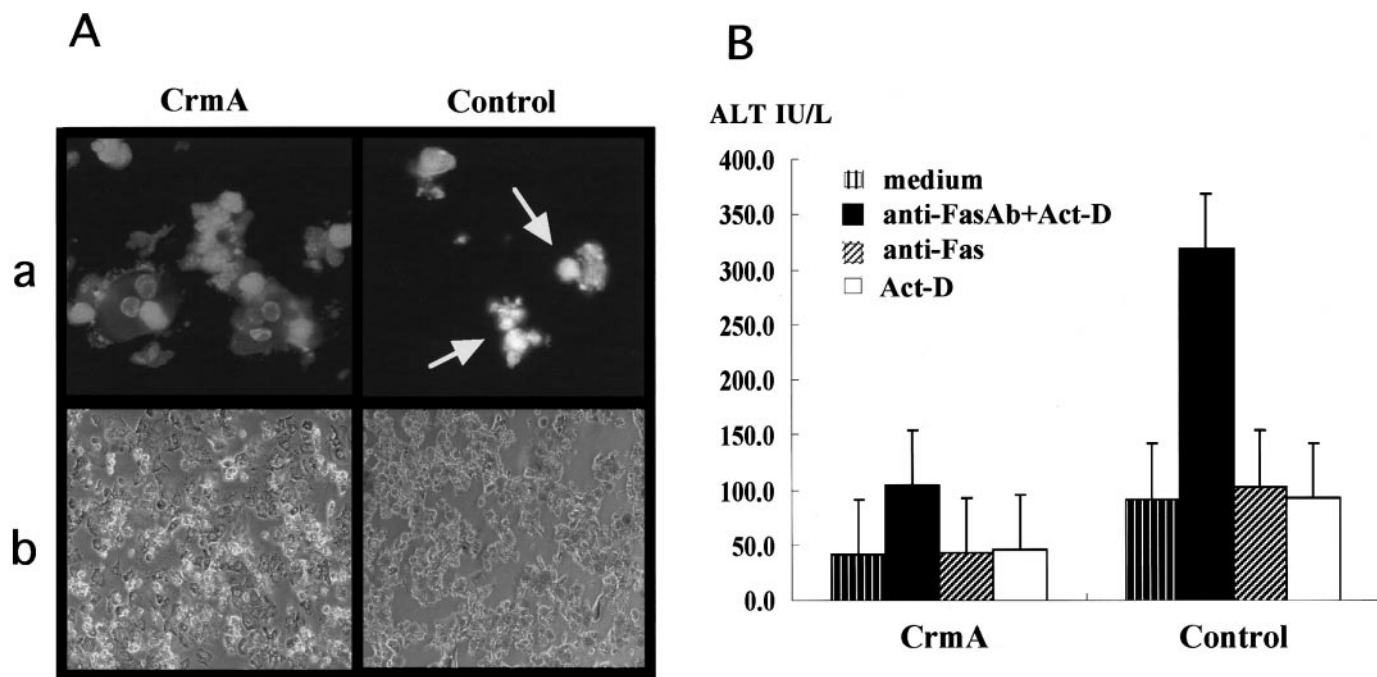 A
CrmA
Control
a
b
B
ALT IU/L
400.0
350.0
300.0
250.0
200.0
150.0
100.0
50.0
0.0
medium
anti-FasAb+Act-D
anti-Fas
Act-D
CrmA
Control